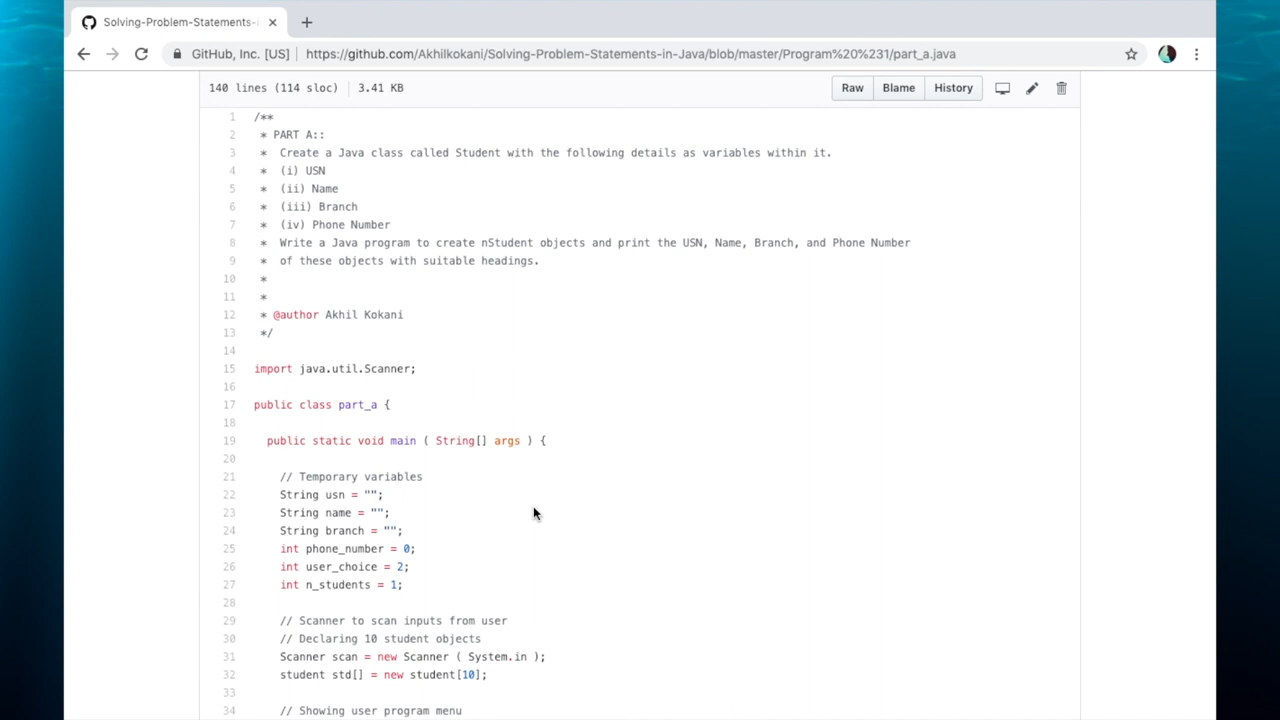 Solving-Problem-Statements-i
GitHub, Inc. [US] https://github.com/Akhilkokani/Solving-Problem-Statements-in-Java/blob/master/Program%20%231/part_a.java
140 lines (114 sloc) 3.41 KB Raw Blame History
1 /**
2 * PART A::
3 * Create a Java class called Student with the following details as variables within it.
4 * (i) USN
5 * (ii) Name
6 * (iii) Branch
7 * (iv) Phone Number
8 * Write a Java program to create nStudent objects and print the USN, Name, Branch, and Phone Number
9 * of these objects with suitable headings.
10 *
11 *
12 * @author Akhil Kokani
13 */
14
15 import java.util.Scanner;
16
17 public class part_a {
18
19 public static void main ( String[] args ) {
20
21 // Temporary variables
22 String usn = "";
23 String name = "";
24 String branch = "";
25 int phone_number = 0;
26 int user_choice = 2;
27 int n_students = 1;
28
29 // Scanner to scan inputs from user
30 // Declaring 10 student objects
31 Scanner scan = new Scanner ( System.in );
32 student std[] = new student[10];
33
34 // Showing user program menu